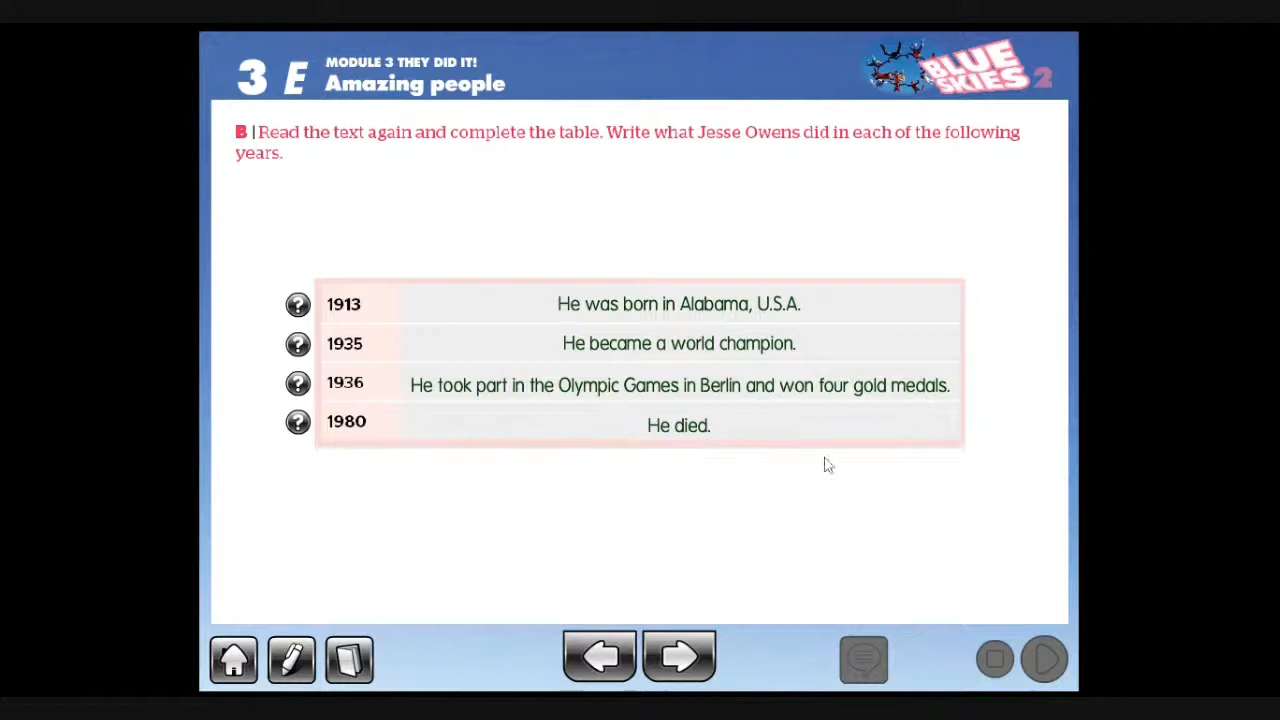 3 E
MODULE 3 THEY DID IT!
Amazing people
BLUE
SKIES 2
B | Read the text again and complete the table. Write what Jesse Owens did in each of the following
years.
? 1913 He was born in Alabama, U.S.A.
? 1935 He became a world champion.
? 1936 He took part in the Olympic Games in Berlin and won four gold medals.
? 1980 He died.